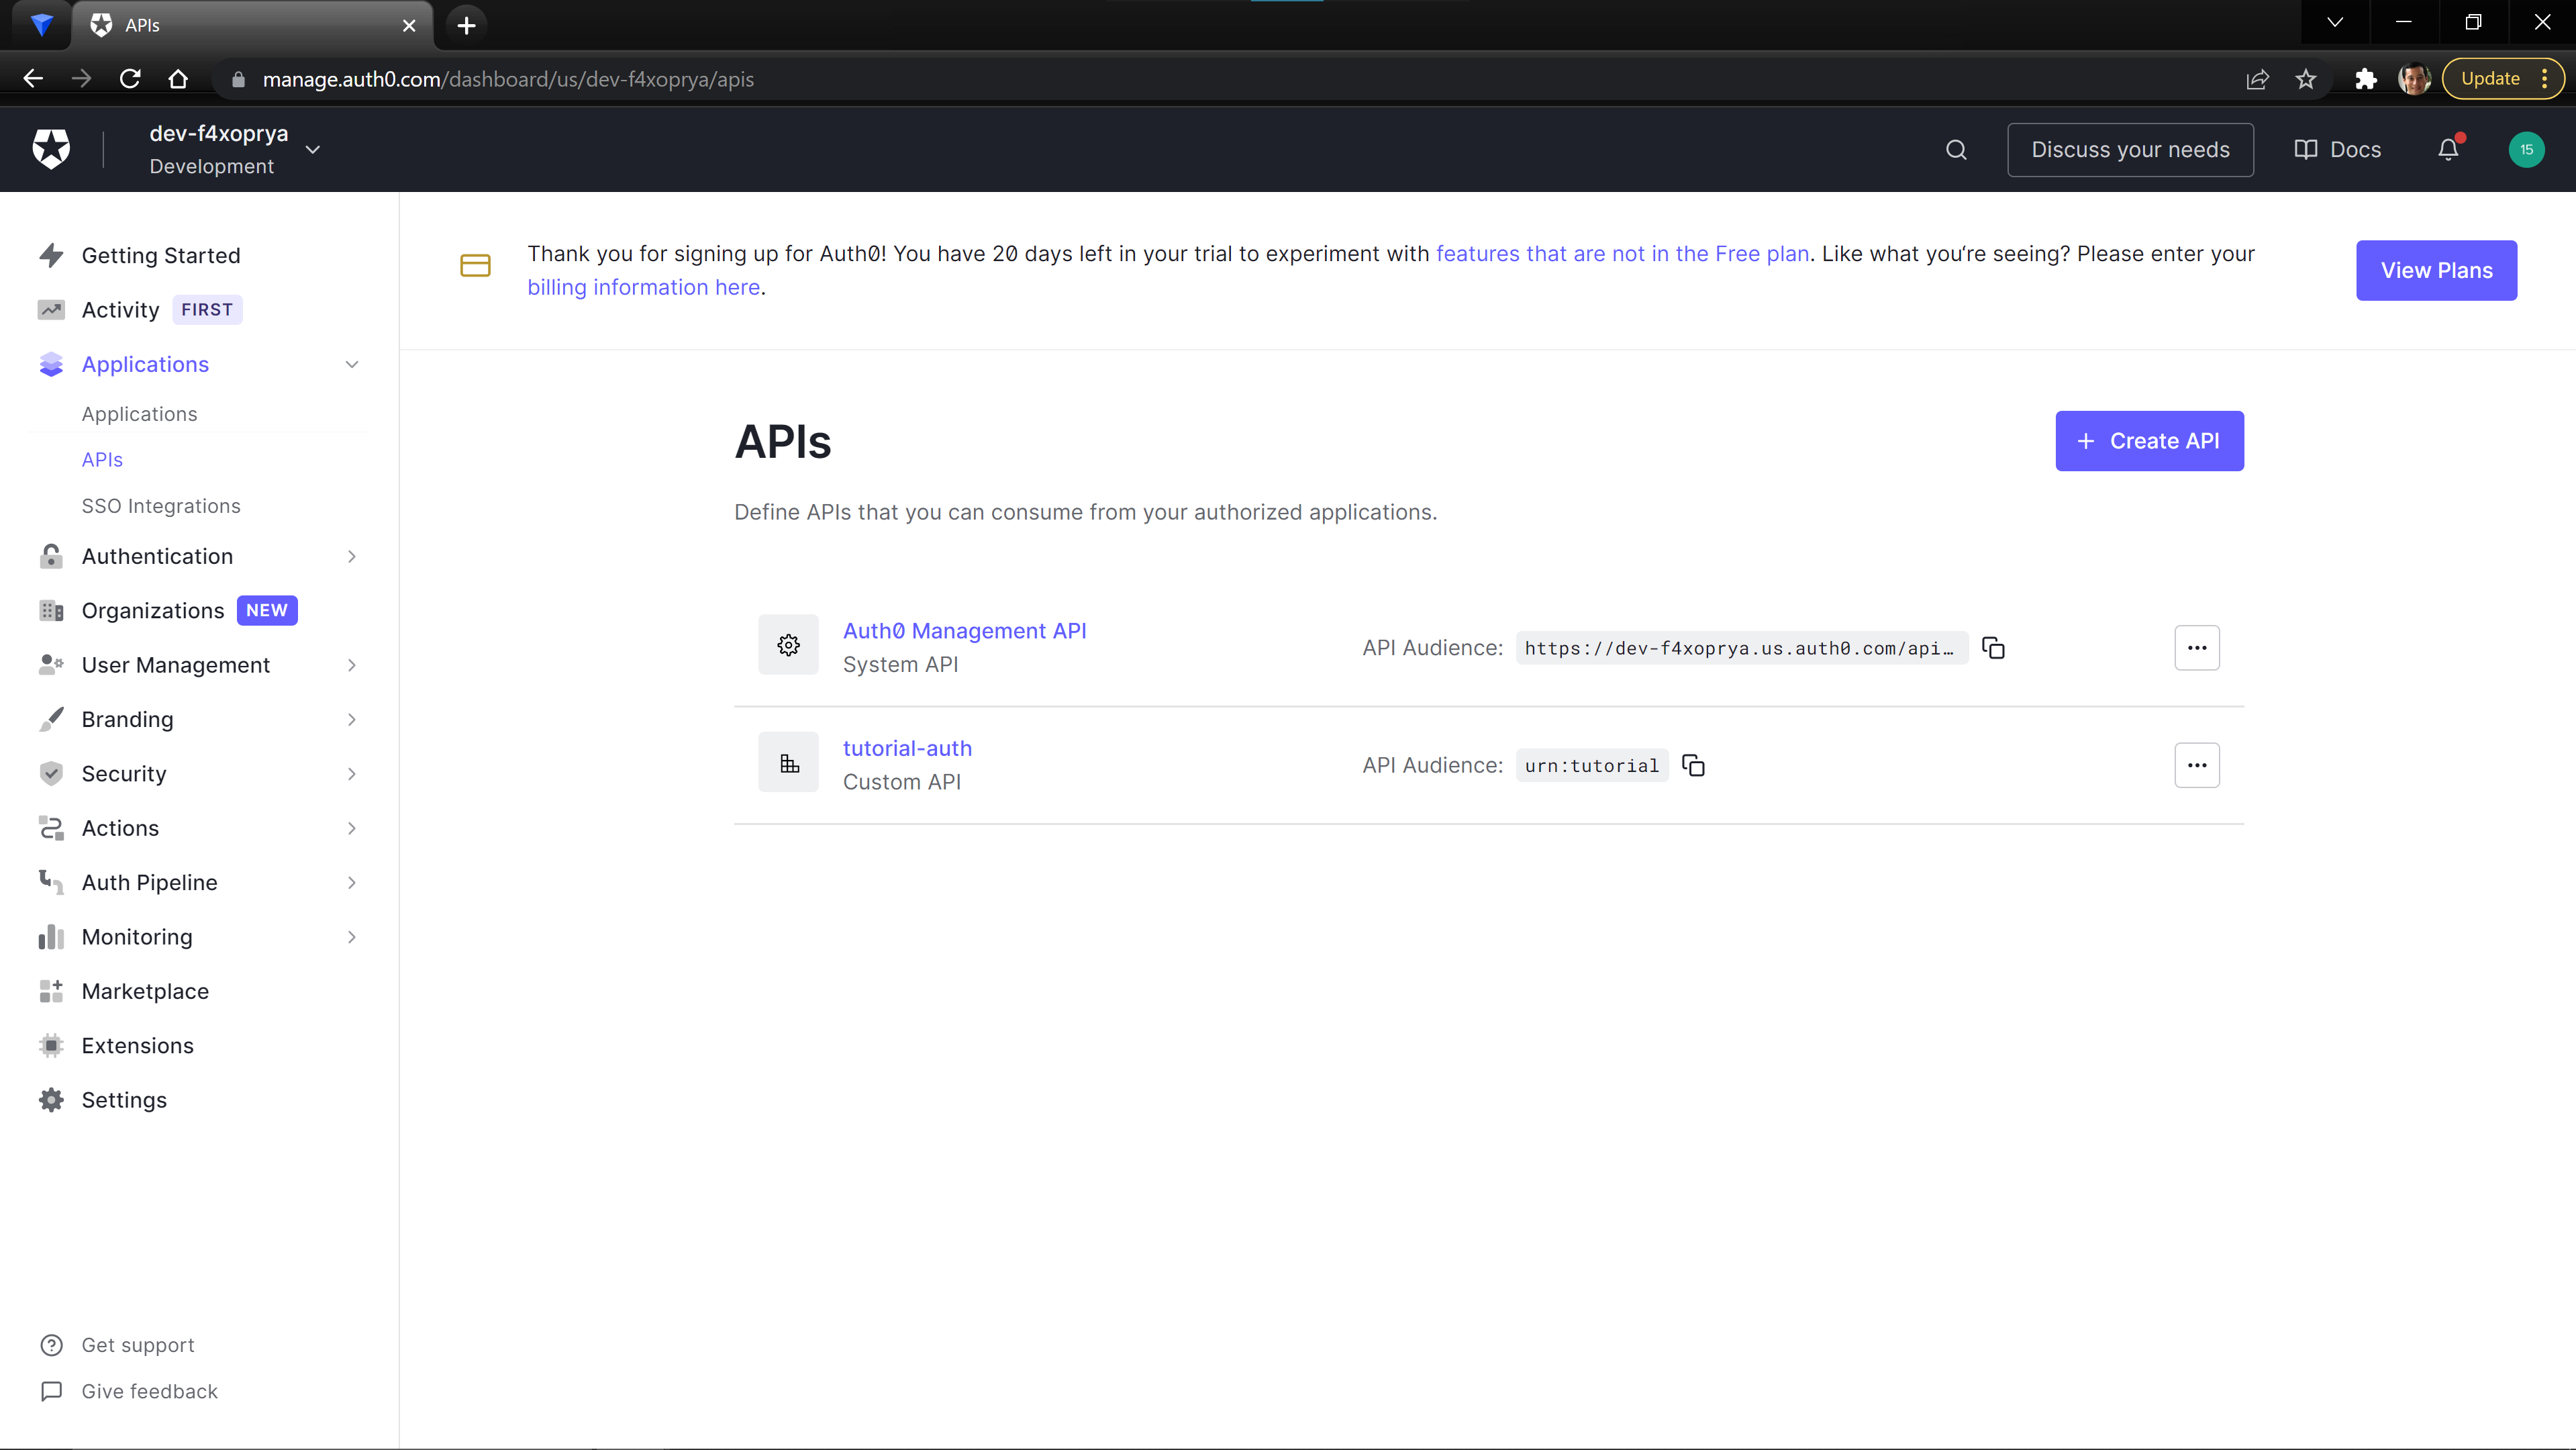 APIs
manage.auth0.com/dashboard/us/dev-f4xoprya/apis
Update
dev-f4xoprya
Development
Discuss your needs
Docs
15
Getting Started
Activity FIRST
Applications
Applications
APIs
SSO Integrations
Authentication
Organizations NEW
User Management
Branding
Security
Actions
Auth Pipeline
Monitoring
Marketplace
Extensions
Settings
Get support
Give feedback
Thank you for signing up for Auth0! You have 20 days left in your trial to experiment with features that are not in the Free plan. Like what you're seeing? Please enter your
billing information here.
View Plans
APIs
+ Create API
Define APIs that you can consume from your authorized applications.
Auth0 Management API
System API
API Audience: https://dev-f4xoprya.us.auth0.com/api…
tutorial-auth
Custom API
API Audience: urn:tutorial